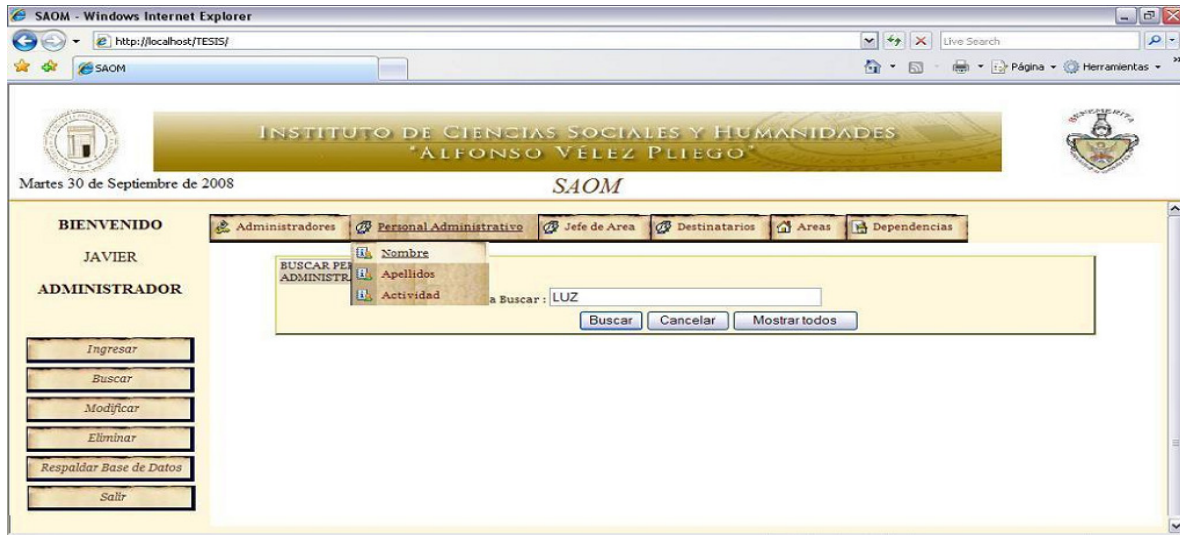 SAOM - Windows Internet Explorer
http://localhost/TESIS/
Live Search
SAOM
Página
Herramientas
INSTITUTO DE CIENCIAS SOCIALES Y HUMANIDADES
"ALFONSO VÉLEZ PLIEGO"
Martes 30 de Septiembre de 2008
SAOM
BIENVENIDO
JAVIER
ADMINISTRADOR
Administradores
Personal Administrativo
Jefe de Area
Destinatarios
Areas
Dependencias
Nombre
Apellidos
Actividad
BUSCAR PER
ADMINISTRA
a Buscar : LUZ
Buscar
Cancelar
Mostrar todos
Ingresar
Buscar
Modificar
Eliminar
Respaldar Base de Datos
Salir